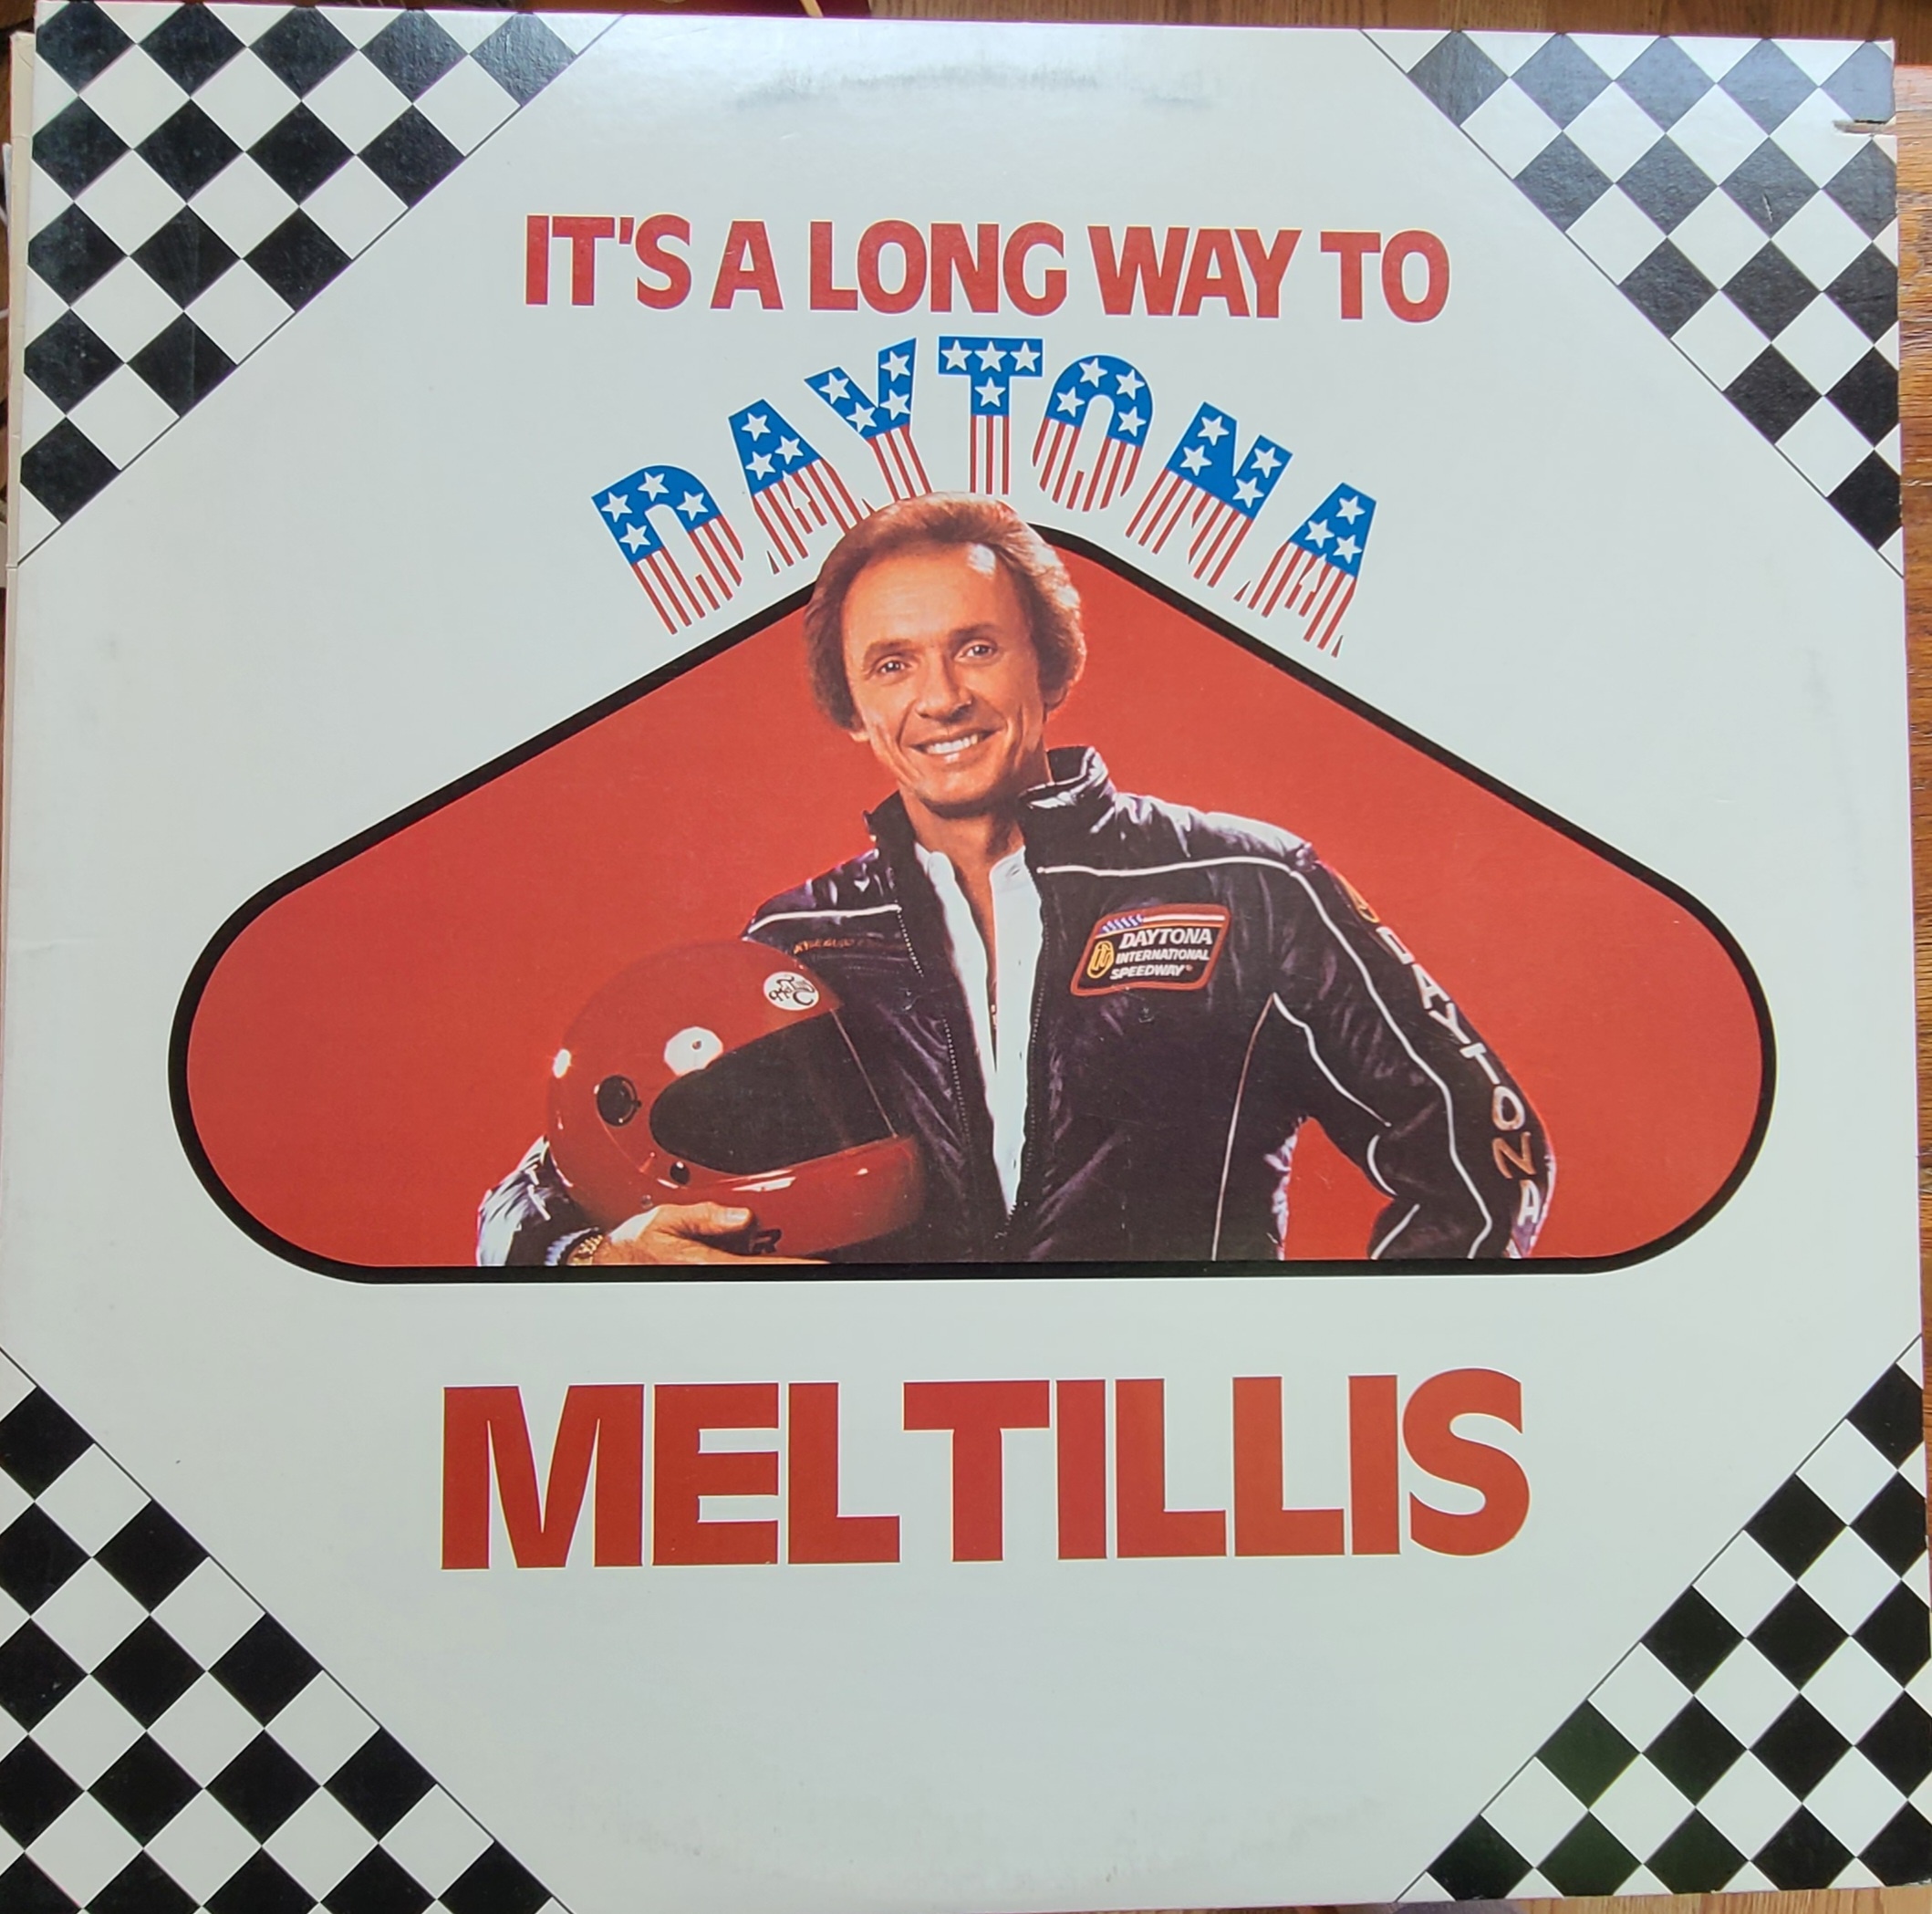 IT'S A LONG WAY TO
DAYTONA
DAYTONA
INTERNATIONAL
SPEEDWAY
DAYTONA
MEL TILLIS